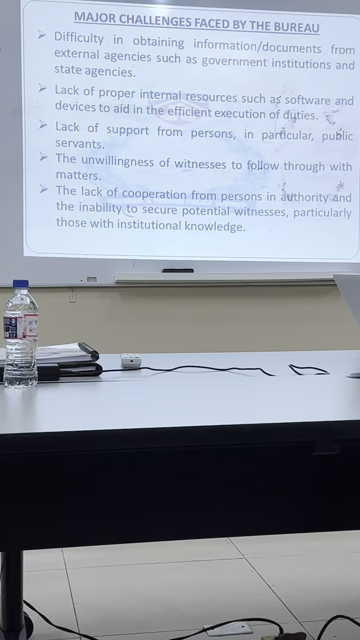 MAJOR CHALLENGES FACED BY THE BUREAU
➤ Difficulty in obtaining information/documents from
external agencies such as government institutions and
state agencies.
➤ Lack of proper internal resources such as software and
devices to aid in the efficient execution of duties.
➤ Lack of support from persons, in particular, public
servants.
➤ The unwillingness of witnesses to follow through with
matters.
➤ The lack of cooperation from persons in authority and
the inability to secure potential witnesses, particularly
those with institutional knowledge.